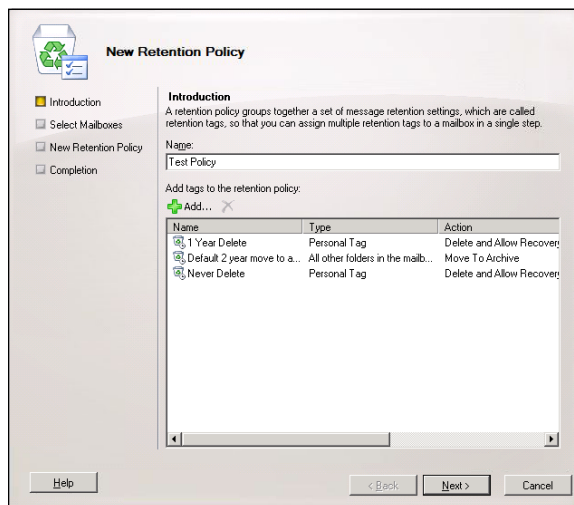 New Retention Policy
Introduction
Select Mailboxes
New Retention Policy
Completion
Introduction
A retention policy groups together a set of message retention settings, which are called
retention tags, so that you can assign multiple retention tags to a mailbox in a single step.
Name:
Test Policy
Add tags to the retention policy:
Add...
Name Type Action
1 Year Delete Personal Tag Delete and Allow Recovery
Default 2 year move to a... All other folders in the mailb... Move To Archive
Never Delete Personal Tag Delete and Allow Recovery
Help < Back Next > Cancel